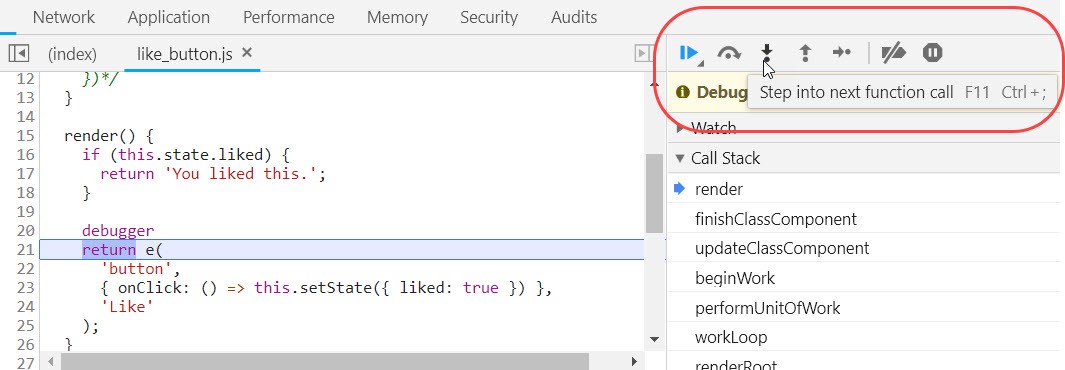 Network Application Performance Memory Security Audits
(index) like_button.js ×
12 })*/
13 }
14
15 render() {
16 if (this.state.liked) {
17 return 'You liked this.';
18 }
19
20 debugger
21 return e(
22 'button',
23 { onClick: () => this.setState({ liked: true }) },
24 'Like'
25 );
26 }
27
Debug
Step into next function call F11 Ctrl + ;
Watch
Call Stack
render
finishClassComponent
updateClassComponent
beginWork
performUnitOfWork
workLoop
renderRoot